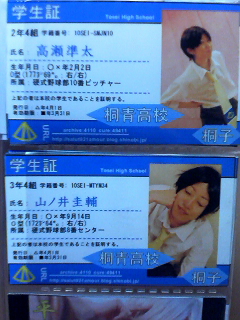 学生証
Tosei High School
2年4組 学籍番号: 10SEI-SNJN10
氏名: 高瀬準太
生年月日: ○×年2月2日
所属: 硬式野球部10番ピッチャー
上記の者は本校の学生であることを証明する。
桐青高校
桐子
URL
学生証
Tosei High School
3年4組 学籍番号: 10SEI-NTYN04
氏名: 山ノ井圭輔
生年月日: ○×年9月14日
所属: 硬式野球部8番センター
上記の者は本校の学生であることを証明する。
桐青高校
桐子
URL